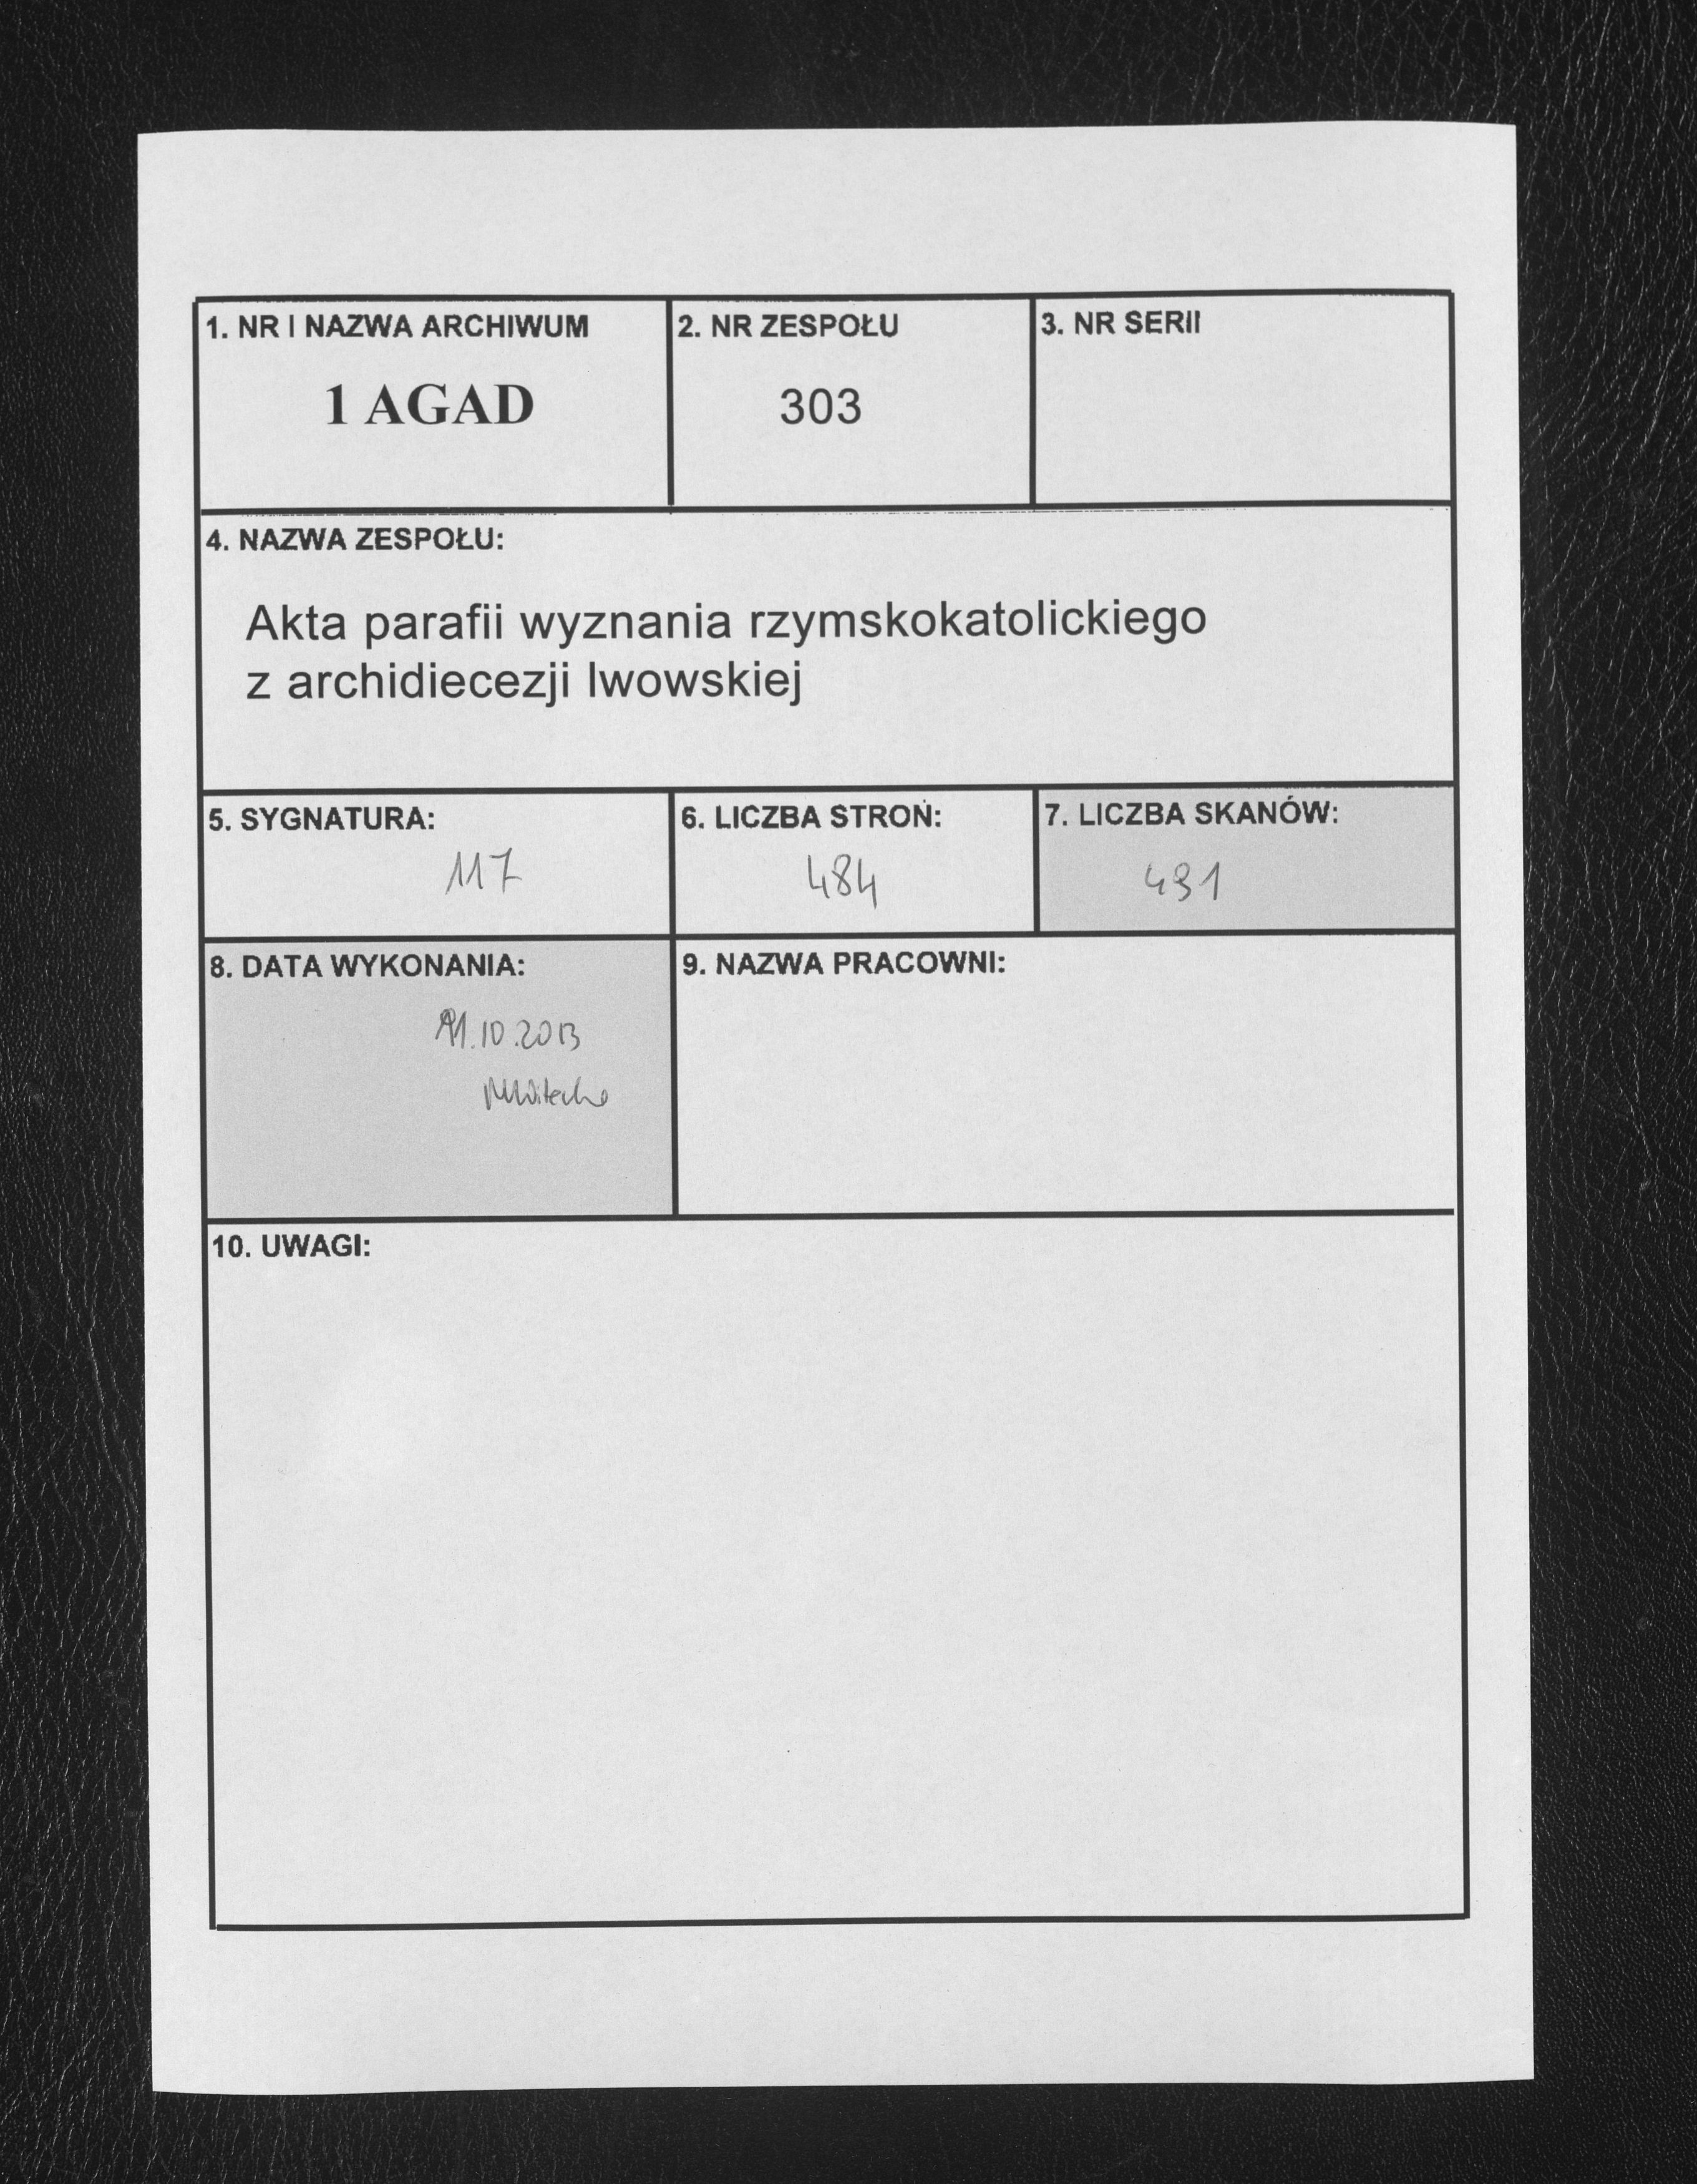 1. NR I NAZWA ARCHIWUM
1 AGAD
2. NR ZESPOŁU
303
3. NR SERII
4. NAZWA ZESPOŁU:
Akta parafii wyznania rzymskokatolickiego
z archidiecezji lwowskiej
5. SYGNATURA:
117
6. LICZBA STRON:
484
7. LICZBA SKANÓW:
491
8. DATA WYKONANIA:
11.10.2013
9. NAZWA PRACOWNI:
10. UWAGI: